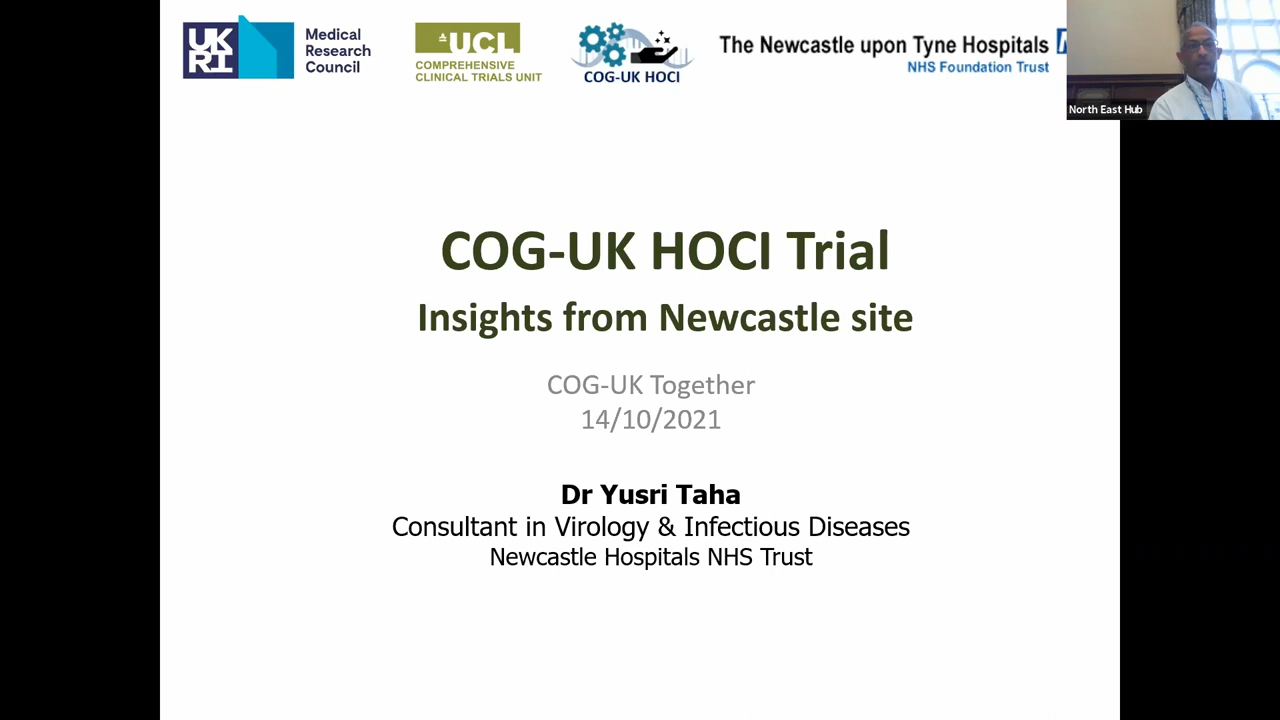 UK
RI
Medical
Research
Council
UCL
COMPREHENSIVE
CLINICAL TRIALS UNIT
COG-UK HOCI
The Newcastle upon Tyne Hospitals
NHS Foundation Trust
North East Hub
COG-UK HOCI Trial
Insights from Newcastle site
COG-UK Together
14/10/2021
Dr Yusri Taha
Consultant in Virology & Infectious Diseases
Newcastle Hospitals NHS Trust